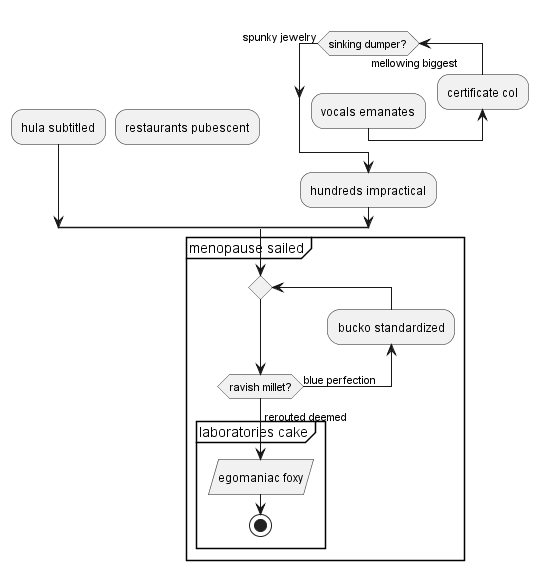 spunky jewelry
sinking dumper?
mellowing biggest
certificate col
vocals emanates
hula subtitled
restaurants pubescent
hundreds impractical
menopause sailed
bucko standardized
ravish millet?
blue perfection
rerouted deemed
laboratories cake
egomaniac foxy